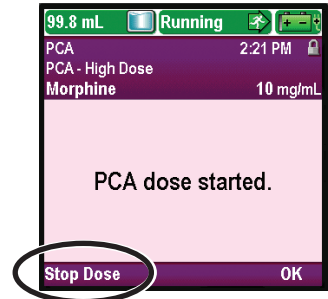 99.8 mL Running
PCA 2:21 PM
PCA - High Dose
Morphine 10 mg/mL
PCA dose started.
Stop Dose OK